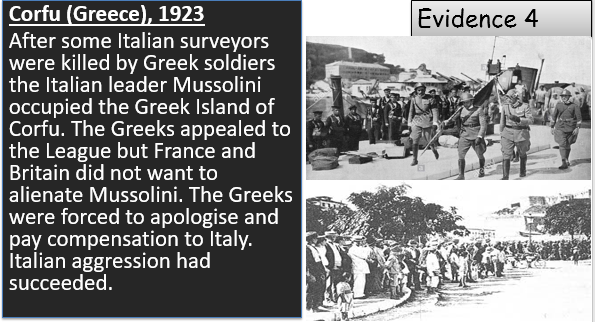 Corfu (Greece), 1923
After some Italian surveyors
were killed by Greek soldiers
the Italian leader Mussolini
occupied the Greek Island of
Corfu. The Greeks appealed to
the League but France and
Britain did not want to
alienate Mussolini. The Greeks
were forced to apologise and
pay compensation to Italy.
Italian aggression had
succeeded.
Evidence 4